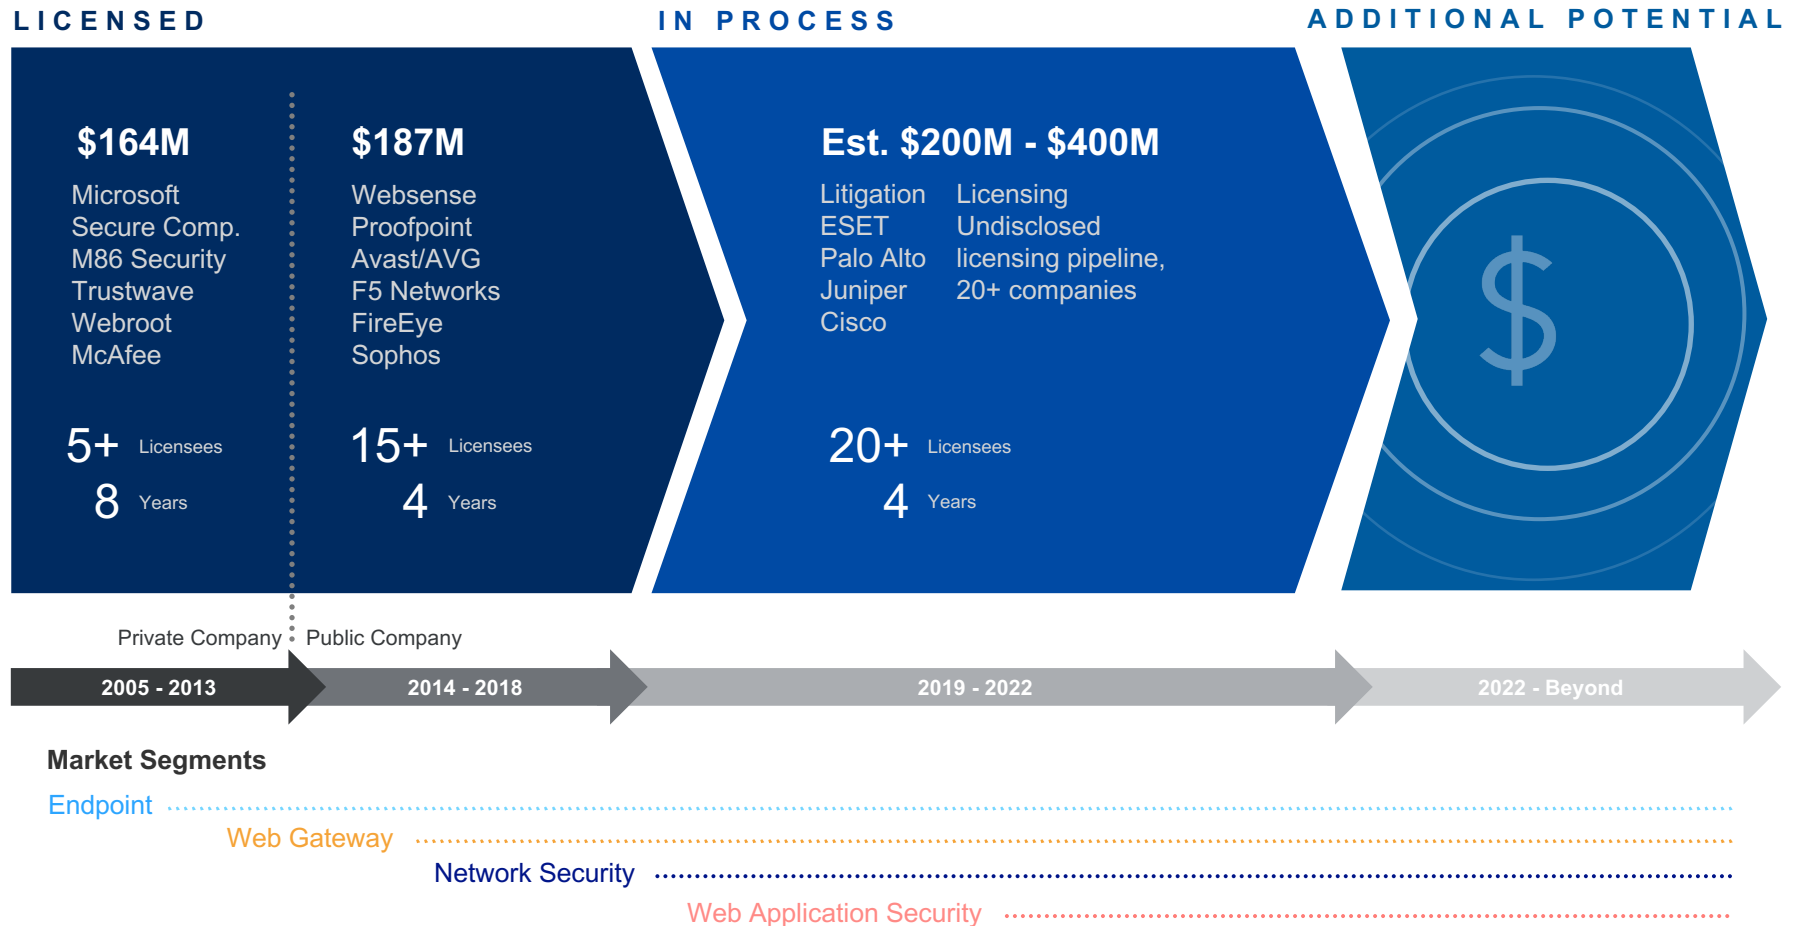 LICENSED
IN PROCESS
ADDITIONAL POTENTIAL
$164M
Microsoft
Secure Comp.
M86 Security
Trustwave
Webroot
McAfee
5+ Licensees
8 Years
$187M
Websense
Proofpoint
Avast/AVG
F5 Networks
FireEye
Sophos
15+ Licensees
4 Years
Est. $200M - $400M
Litigation
ESET
Palo Alto
Juniper
Cisco
Licensing
Undisclosed
licensing pipeline,
20+ companies
20+ Licensees
4 Years
$
Private Company
Public Company
2005 - 2013
2014 - 2018
2019 - 2022
2022 - Beyond
Market Segments
Endpoint
Web Gateway
Network Security
Web Application Security